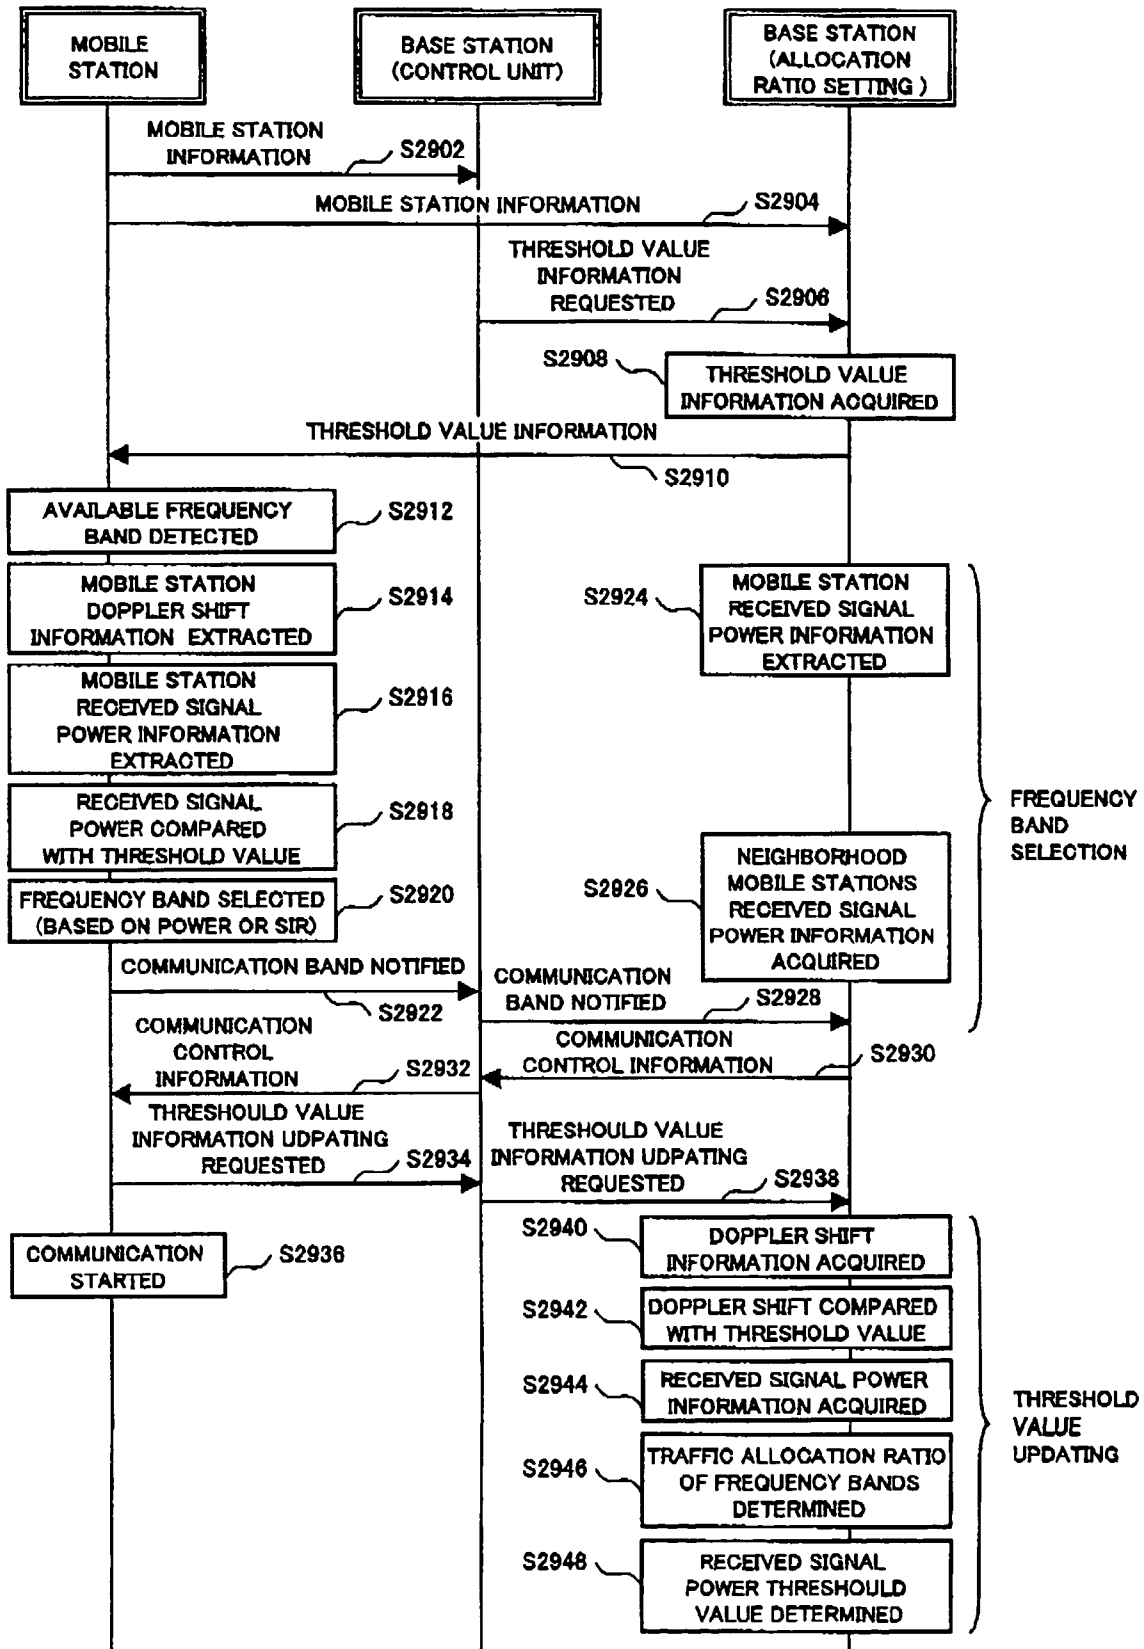 MOBILE
STATION
BASE STATION
(CONTROL UNIT)
BASE STATION
(ALLOCATION
RATIO SETTING )
MOBILE STATION
INFORMATION
S2902
MOBILE STATION INFORMATION
S2904
THRESHOLD VALUE
INFORMATION
REQUESTED
S2906
S2908
THRESHOLD VALUE
INFORMATION ACQUIRED
THRESHOLD VALUE INFORMATION
S2910
AVAILABLE FREQUENCY
BAND DETECTED
S2912
MOBILE STATION
DOPPLER SHIFT
INFORMATION EXTRACTED
S2914
S2924
MOBILE STATION
RECEIVED SIGNAL
POWER INFORMATION
EXTRACTED
MOBILE STATION
RECEIVED SIGNAL
POWER INFORMATION
EXTRACTED
S2916
RECEIVED SIGNAL
POWER COMPARED
WITH THRESHOLD VALUE
S2918
FREQUENCY
BAND
SELECTION
FREQUENCY BAND SELECTED
(BASED ON POWER OR SIR)
S2920
S2926
NEIGHBORHOOD
MOBILE STATIONS
RECEIVED SIGNAL
POWER INFORMATION
ACQUIRED
COMMUNICATION BAND NOTIFIED
S2922
COMMUNICATION
BAND NOTIFIED
S2928
COMMUNICATION
CONTROL INFORMATION
S2930
COMMUNICATION
CONTROL
INFORMATION
S2932
THRESHOULD VALUE
INFORMATION UDPATING
REQUESTED
S2934
THRESHOULD VALUE
INFORMATION UDPATING
REQUESTED
S2938
COMMUNICATION
STARTED
S2936
S2940
DOPPLER SHIFT
INFORMATION ACQUIRED
S2942
DOPPLER SHIFT COMPARED
WITH THRESHOLD VALUE
S2944
RECEIVED SIGNAL POWER
INFORMATION ACQUIRED
THRESHOLD
VALUE
UPDATING
S2946
TRAFFIC ALLOCATION RATIO
OF FREQUENCY BANDS
DETERMINED
S2948
RECEIVED SIGNAL
POWER THRESHOULD
VALUE DETERMINED